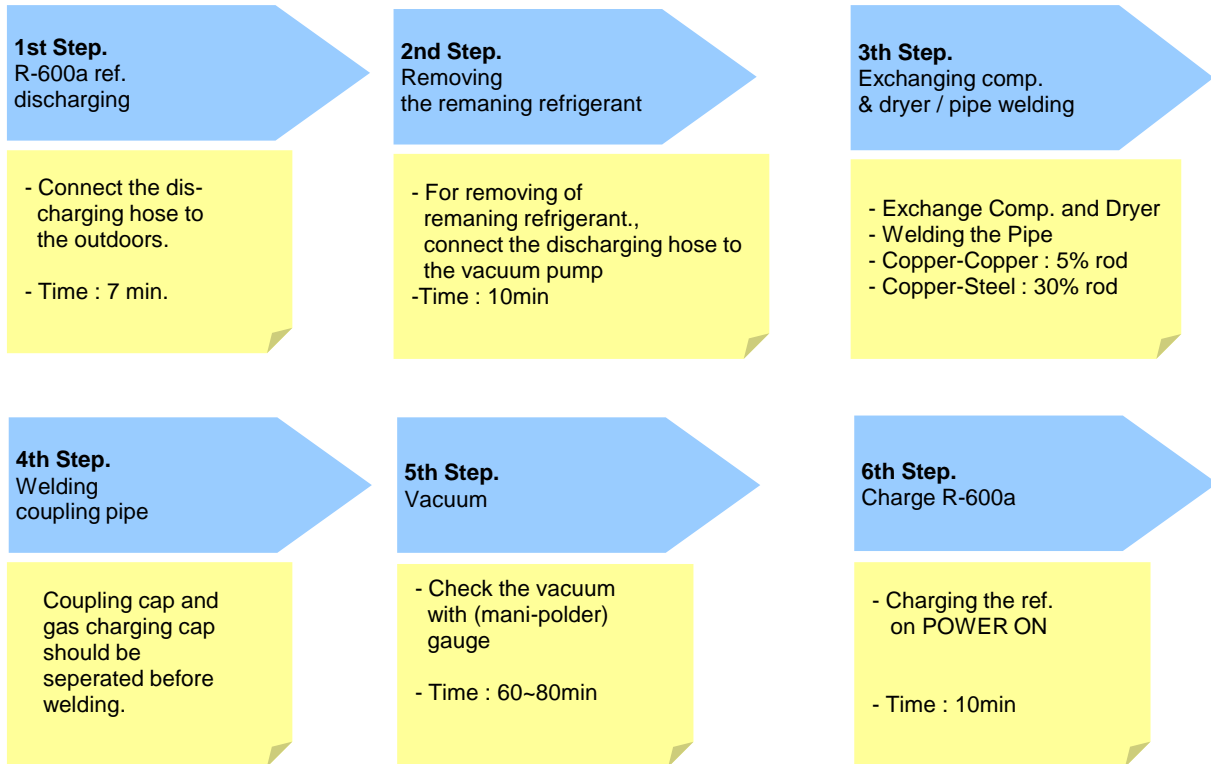 1st Step.
R-600a ref.
discharging
- Connect the dis-
charging hose to
the outdoors.
- Time : 7 min.
2nd Step.
Removing
the remaning refrigerant
- For removing of
remaning refrigerant.,
connect the discharging hose to
the vacuum pump
-Time : 10min
3th Step.
Exchanging comp.
& dryer / pipe welding
- Exchange Comp. and Dryer
- Welding the Pipe
- Copper-Copper : 5% rod
- Copper-Steel : 30% rod
4th Step.
Welding
coupling pipe
Coupling cap and
gas charging cap
should be
seperated before
welding.
5th Step.
Vacuum
- Check the vacuum
with (mani-polder)
gauge
- Time : 60~80min
6th Step.
Charge R-600a
- Charging the ref.
on POWER ON
- Time : 10min